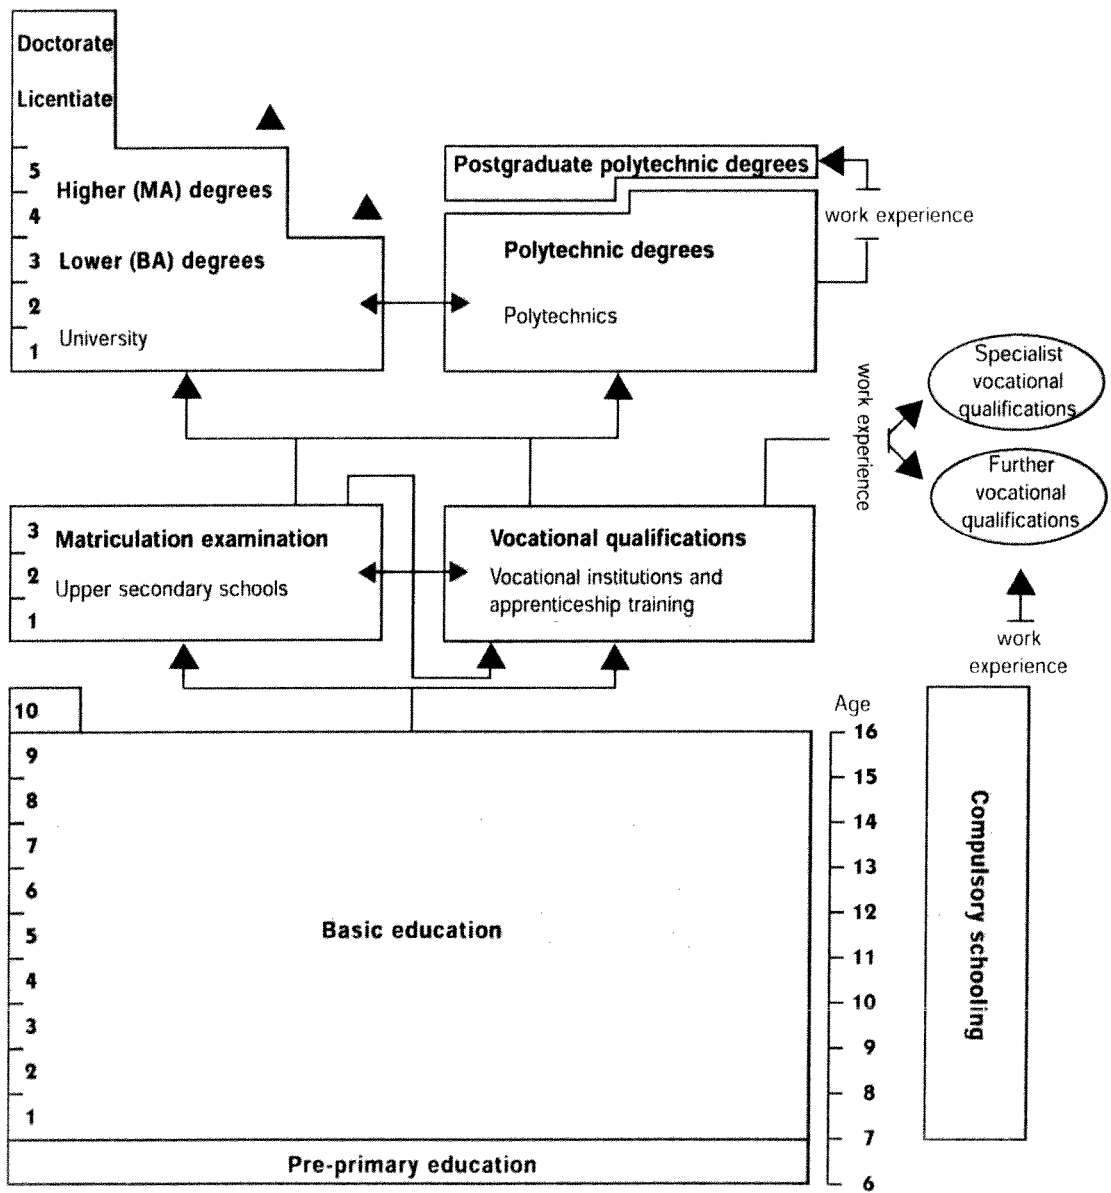 Doctorate
Licentiate
5
Higher (MA) degrees
4
3
Lower (BA) degrees
2
University
1
Postgraduate polytechnic degrees
work experience
Polytechnic degrees
Polytechnics
work experience
Specialist
vocational
qualifications
Further
vocational
qualifications
work
experience
3
Matriculation examination
2
Upper secondary schools
1
Vocational qualifications
Vocational institutions and
apprenticeship training
10
9
8
7
6
5
4
3
2
1
Basic education
Pre-primary education
Age
16
15
14
13
12
11
10
9
8
7
6
Compulsory schooling